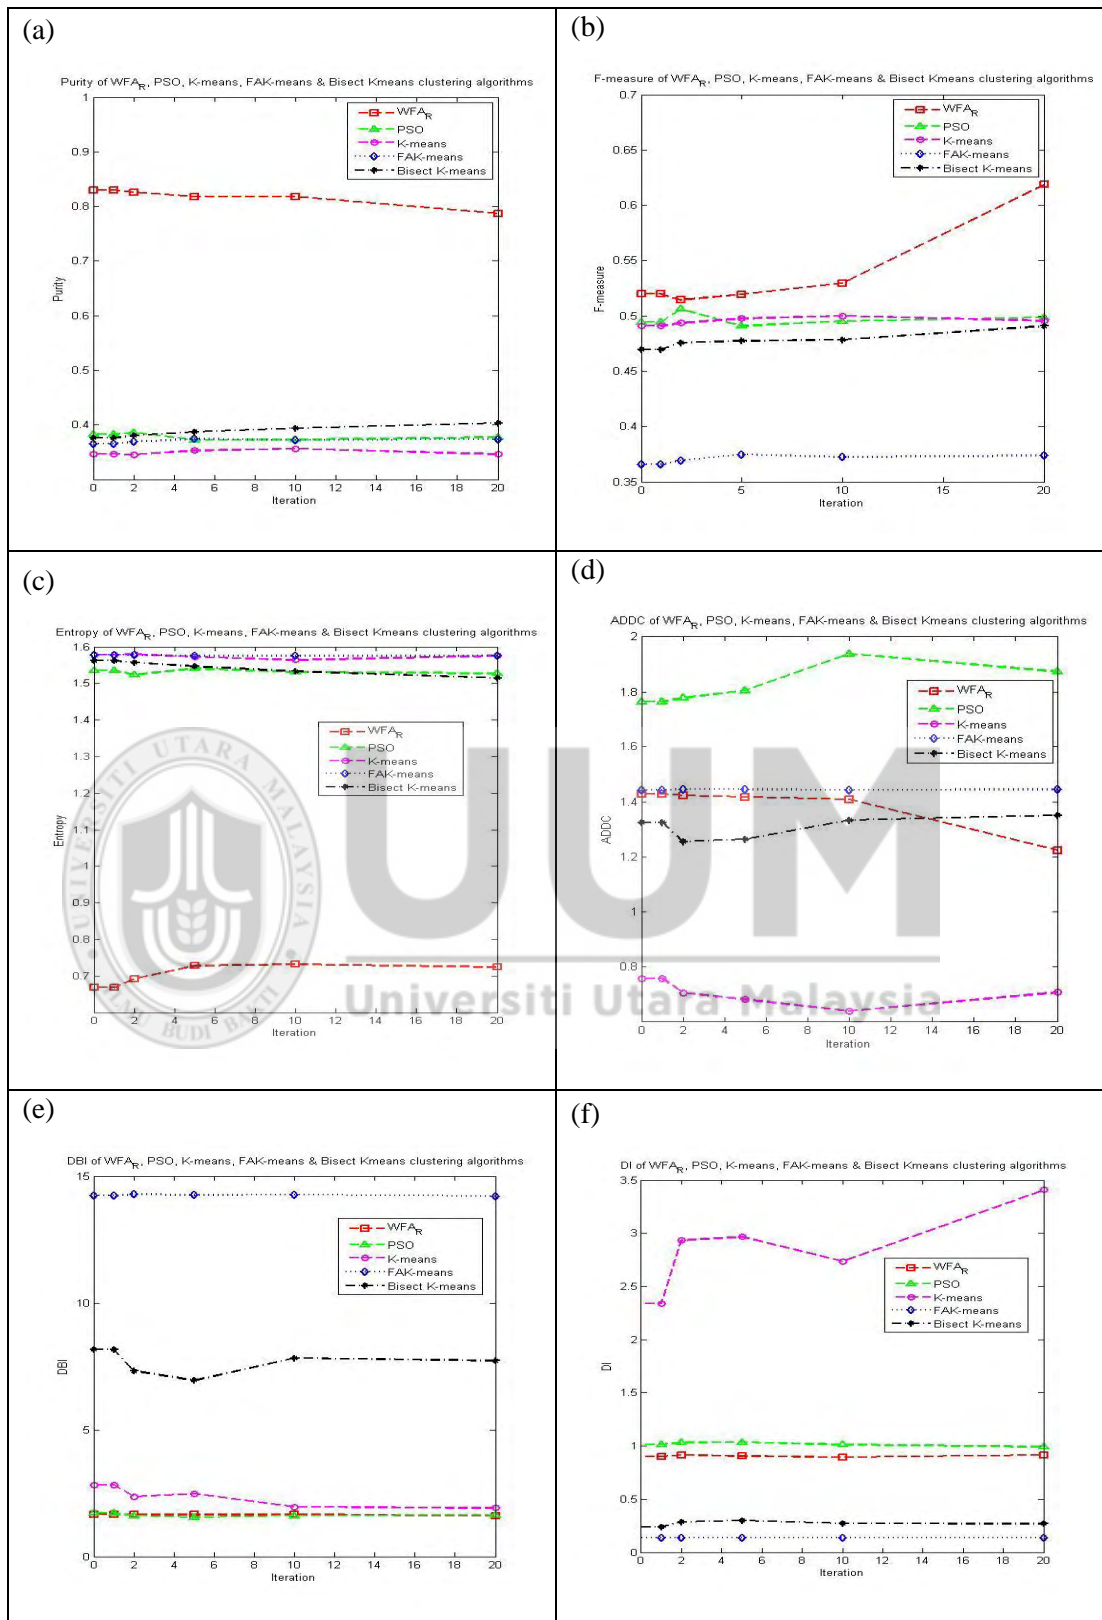 (a)
Purity of WFA_R, PSO, K-means, FAK-means & Bisect Kmeans clustering algorithms
1
0.9
0.8
0.7
0.6
0.5
0.4
Purity
WFA_R
PSO
K-means
FAK-means
Bisect K-means
0 2 4 6 8 10 12 14 16 18 20
Iteration
(b)
F-measure of WFA_R, PSO, K-means, FAK-means & Bisect Kmeans clustering algorithms
0.7
0.65
0.6
0.55
0.5
0.45
0.4
0.35
F-measure
WFA_R
PSO
K-means
FAK-means
Bisect K-means
0 5 10 15 20
Iteration
(c)
Entropy of WFA_R, PSO, K-means, FAK-means & Bisect Kmeans clustering algorithms
1.6
1.5
1.4
1.3
1.2
1.1
1
0.9
0.8
0.7
Entropy
WFA_R
PSO
K-means
FAK-means
Bisect K-means
0 2 4 6 8 10 12 14 16 18 20
Iteration
(d)
ADDC of WFA_R, PSO, K-means, FAK-means & Bisect Kmeans clustering algorithms
2
1.8
1.6
1.4
1.2
1
0.8
ADDC
WFA_R
PSO
K-means
FAK-means
Bisect K-means
0 2 4 6 8 10 12 14 16 18 20
Iteration
UNIVERSITI UTARA MALAYSIA
ILMU BUDI BAKTI
UUM
Universiti Utara Malaysia
(e)
DBI of WFA_R, PSO, K-means, FAK-means & Bisect Kmeans clustering algorithms
15
10
5
0
DBI
WFA_R
PSO
K-means
FAK-means
Bisect K-means
0 2 4 6 8 10 12 14 16 18 20
Iteration
(f)
DI of WFA_R, PSO, K-means, FAK-means & Bisect Kmeans clustering algorithms
3.5
3
2.5
2
1.5
1
0.5
0
DI
WFA_R
PSO
K-means
FAK-means
Bisect K-means
0 2 4 6 8 10 12 14 16 18 20
Iteration